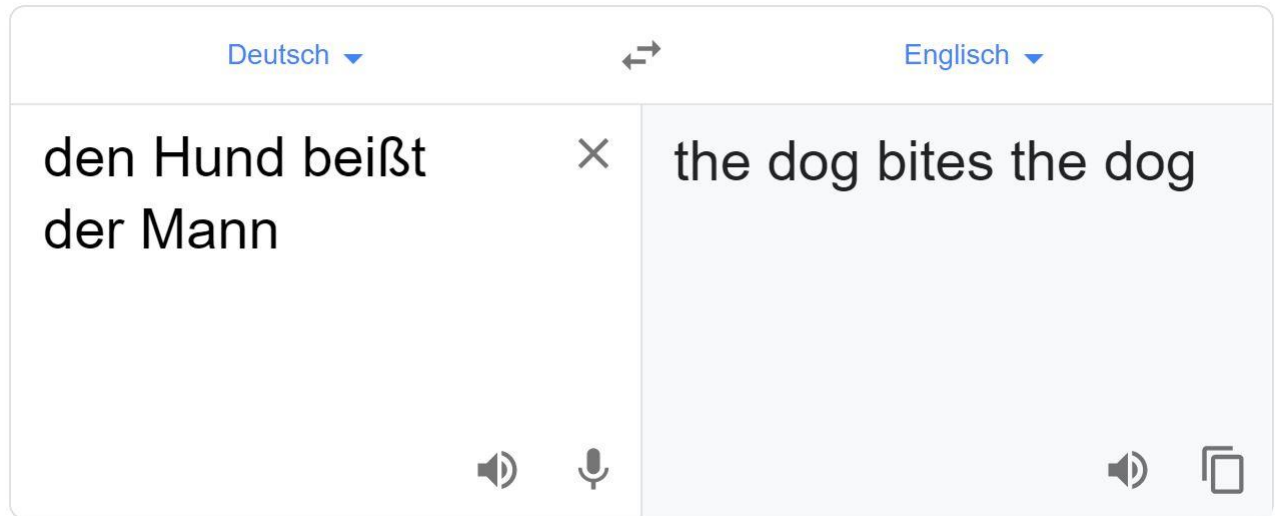 Deutsch
Englisch
den Hund beißt
der Mann
the dog bites the dog